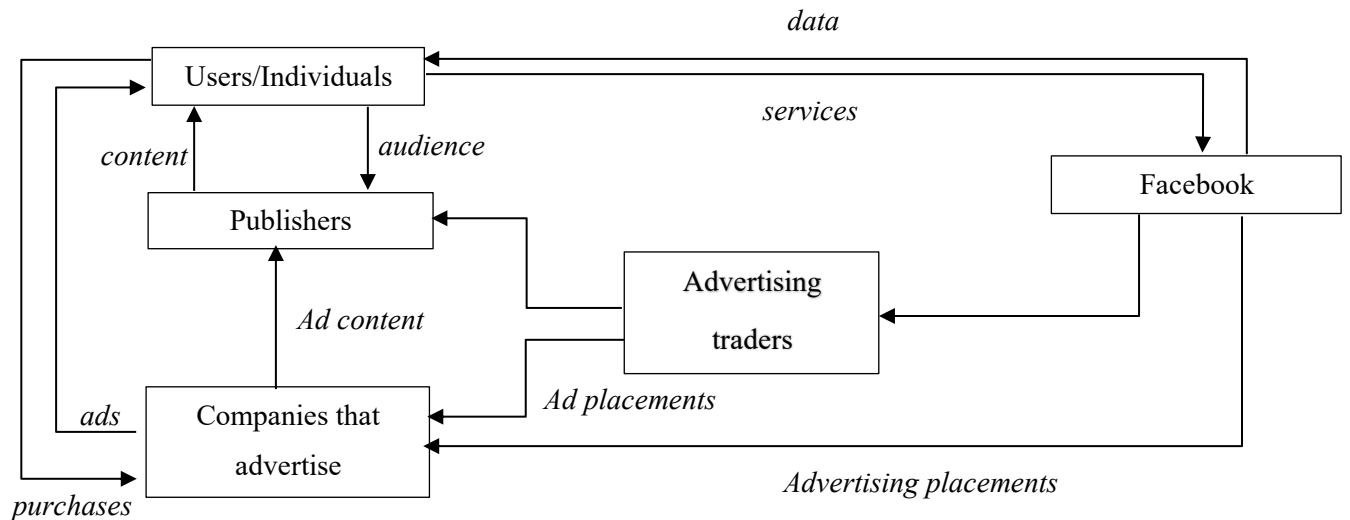 data
Users/Individuals
services
content
audience
Facebook
Publishers
Advertising
traders
Ad content
Ad placements
ads
Companies that
advertise
Advertising placements
purchases